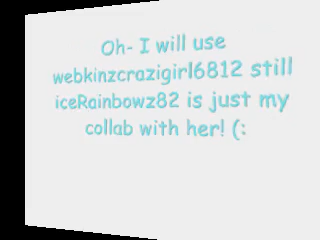 Oh- I will use
webkinzcrazigirl6812 still
iceRainbowz82 is just my
collab with her! (: